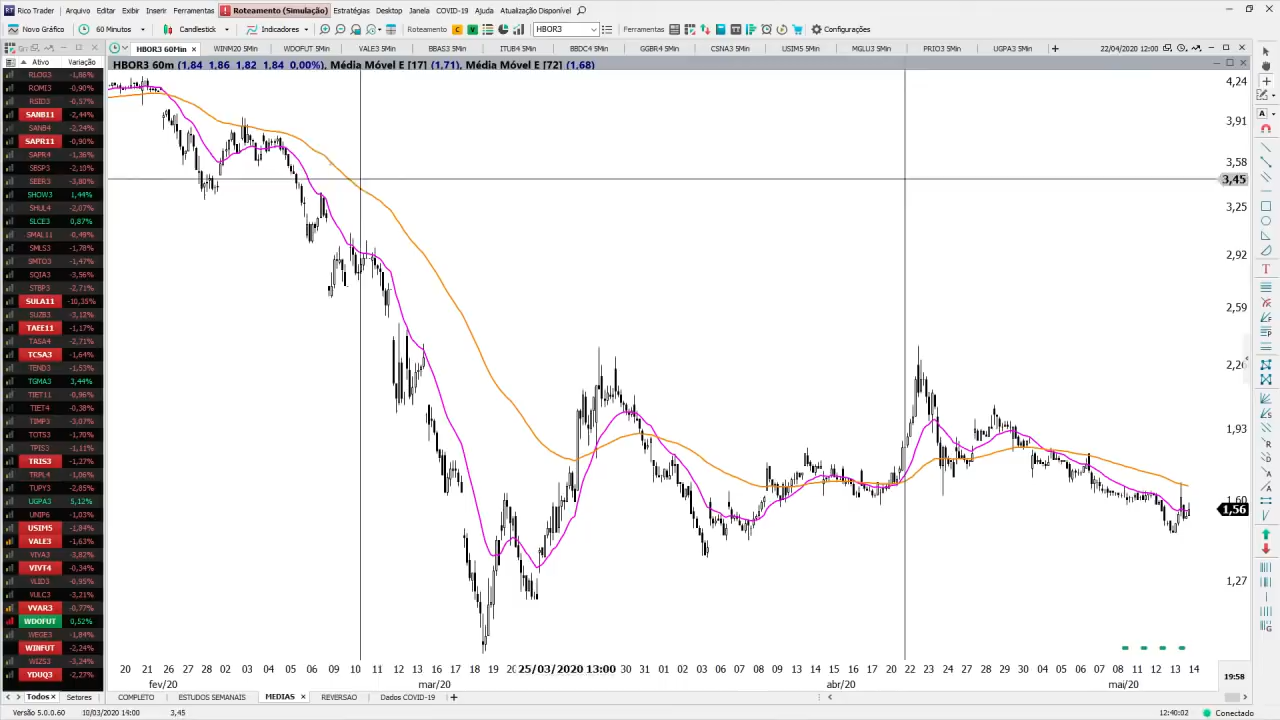 Rico Trader Arquivo Editar Exibir Inserir Ferramentas Roteamento (Simulação) Estratégias Desktop Janela COVID-19 Ajuda Atualização Disponível
Novo Gráfico 60 Minutos Candlestick Indicadores Roteamento C V HBOR3 Ferramentas Configurações
HBOR3 60Min WINM20 5Min WDOFUT 5Min VALE3 5Min BBAS3 5Min ITUB4 5Min BBDC4 5Min GGBR4 5Min CSNA3 5Min USIM5 5Min MGLU3 5Min PRIO3 5Min UGPA3 5Min 22/04/2020 12:00
Ativo Variação
HBOR3 60m (1,84 1,86 1,82 1,84 0,00%), Média Móvel E [17] (1,71), Média Móvel E [72] (1,68)
RLOG3 -1,86%
ROMI3 -0,90%
RSID3 -0,57%
SANB11 -2,44%
SANB4 -2,24%
SAPR11 -0,90%
SAPR4 -1,36%
SBSP3 -2,19%
SEER3 -3,80%
SHOW3 1,44%
SHUL4 -2,07%
SLCE3 0,87%
SMAL11 -0,49%
SMLS3 -1,78%
SMTO3 -1,47%
SQIA3 -3,56%
STBP3 -2,71%
SULA11 -10,35%
SUZB3 -3,12%
TAEE11 -1,17%
TASA4 -2,71%
TCSA3 -1,64%
TEND3 -1,53%
TGMA3 3,44%
TIET11 -0,96%
TIET4 -0,38%
TIMP3 -3,07%
TOTS3 -1,79%
TPIS3 -1,11%
TRIS3 -1,27%
TRPL4 -1,06%
TUPY3 -2,85%
UGPA3 5,12%
UNIP6 -1,03%
USIM5 -1,84%
VALE3 -1,63%
VIVA3 -3,82%
VIVT4 -0,34%
VLID3 -0,95%
VULC3 -3,21%
VVAR3 -0,77%
WDOFUT 0,52%
WEGE3 -1,84%
WINFUT -2,24%
WIZS3 -3,24%
YDUQ3 -2,27%
4,24
3,91
3,58
3,45
3,25
2,92
2,59
2,26
1,93
1,60
1,56
1,27
21 26 27 28 02 03 04 05 06 09 10 11 12 13 16 17 18 19 25/03/2020 13:00 30 31 01 02 03 06 07 08 09 13 14 15 16 17 20 22 23 28 29 30 04 05 06 07 08 11 12 14
fev/20 mar/20 abr/20 mai/20
19:58
Todos Setores COMPLETO ESTUDOS SEMANAIS MEDIAS REVERSAO Dados COVID-19
Versão 5.0.0.60 10/03/2020 14:00 3,45 12:40:02 Conectado